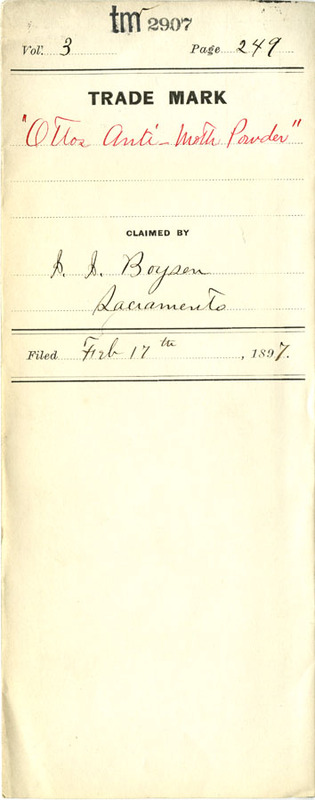 tm 2907
Vol. 3 Page 249
TRADE MARK
"Ottos Anti-Moth Powder"
CLAIMED BY
Boysen
Sacramento
Filed Feb 17th, 1897.